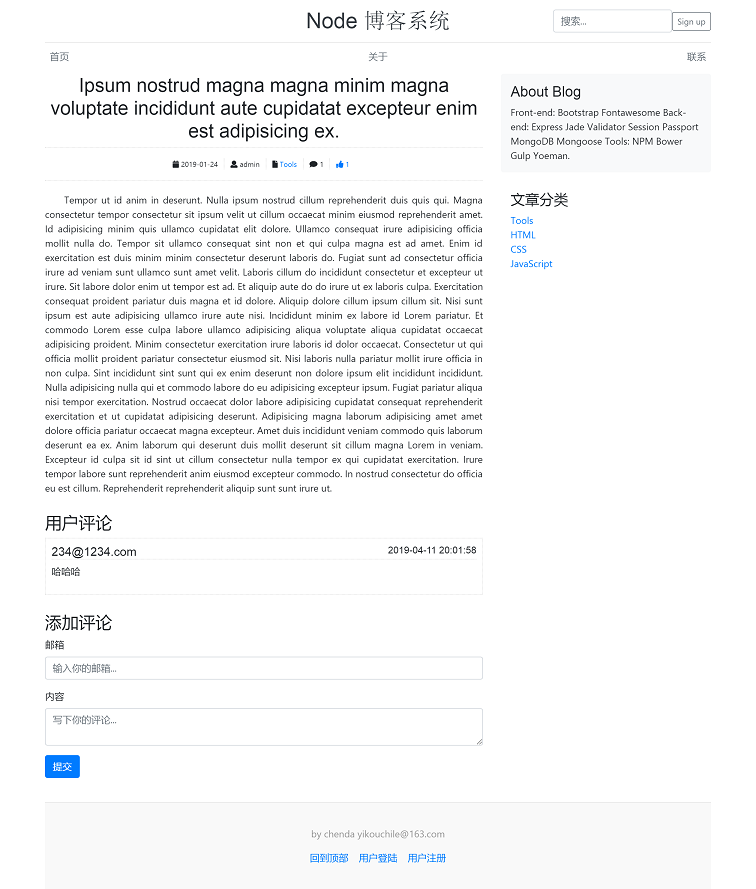 Node 博客系统
搜索...
Sign up
首页
关于
联系
Ipsum nostrud magna magna minim magna
voluptate incididunt aute cupidatat excepteur enim
est adipisicing ex.
2019-01-24 admin Tools 1 1
Tempor ut id anim in deserunt. Nulla ipsum nostrud cillum reprehenderit duis quis qui. Magna
consectetur tempor consectetur sit ipsum velit ut cillum occaecat minim eiusmod reprehenderit amet.
Id adipisicing minim quis ullamco cupidatat elit dolore. Ullamco consequat irure adipisicing officia
mollit nulla do. Tempor sit ullamco consequat sint non et qui culpa magna est ad amet. Enim id
exercitation est duis minim minim consectetur deserunt laboris do. Fugiat sunt ad consectetur officia
irure ad veniam sunt ullamco sunt amet velit. Laboris cillum do incididunt consectetur et excepteur ut
irure. Sit labore dolor enim ut tempor est ad. Et aliquip aute do do irure ut ex laboris culpa. Exercitation
consequat proident pariatur duis magna et id dolore. Aliquip dolore cillum ipsum cillum sit. Nisi sunt
ipsum est aute adipisicing ullamco irure aute nisi. Incididunt minim ex labore id Lorem pariatur. Et
commodo Lorem esse culpa labore ullamco adipisicing aliqua voluptate aliqua cupidatat occaecat
adipisicing proident. Minim consectetur exercitation irure laboris id dolor occaecat. Consectetur ut qui
officia mollit proident pariatur consectetur eiusmod sit. Nisi laboris nulla pariatur mollit irure officia in
non culpa. Sint incididunt sint sunt qui ex enim deserunt non dolore ipsum elit incididunt incididunt.
Nulla adipisicing nulla qui et commodo labore do eu adipisicing excepteur ipsum. Fugiat pariatur aliqua
nisi tempor exercitation. Nostrud occaecat dolor labore adipisicing cupidatat consequat reprehenderit
exercitation et ut cupidatat adipisicing deserunt. Adipisicing magna laborum adipisicing amet amet
dolore officia pariatur occaecat magna excepteur. Amet duis incididunt veniam commodo quis laborum
deserunt ea ex. Anim laborum qui deserunt duis mollit deserunt sit cillum magna Lorem in veniam.
Excepteur id culpa sit id sint ut cillum consectetur nulla tempor ex qui cupidatat exercitation. Irure
tempor labore sunt reprehenderit anim eiusmod excepteur commodo. In nostrud consectetur do officia
eu est cillum. Reprehenderit reprehenderit aliquip sunt sunt irure ut.
About Blog
Front-end: Bootstrap Fontawesome Back-
end: Express Jade Validator Session Passport
MongoDB Mongoose Tools: NPM Bower
Gulp Yoeman.
文章分类
Tools
HTML
CSS
JavaScript
用户评论
234@1234.com
2019-04-11 20:01:58
哈哈哈
添加评论
邮箱
输入你的邮箱...
内容
写下你的评论...
提交
by chenda yikouchile@163.com
回到顶部 用户登陆 用户注册